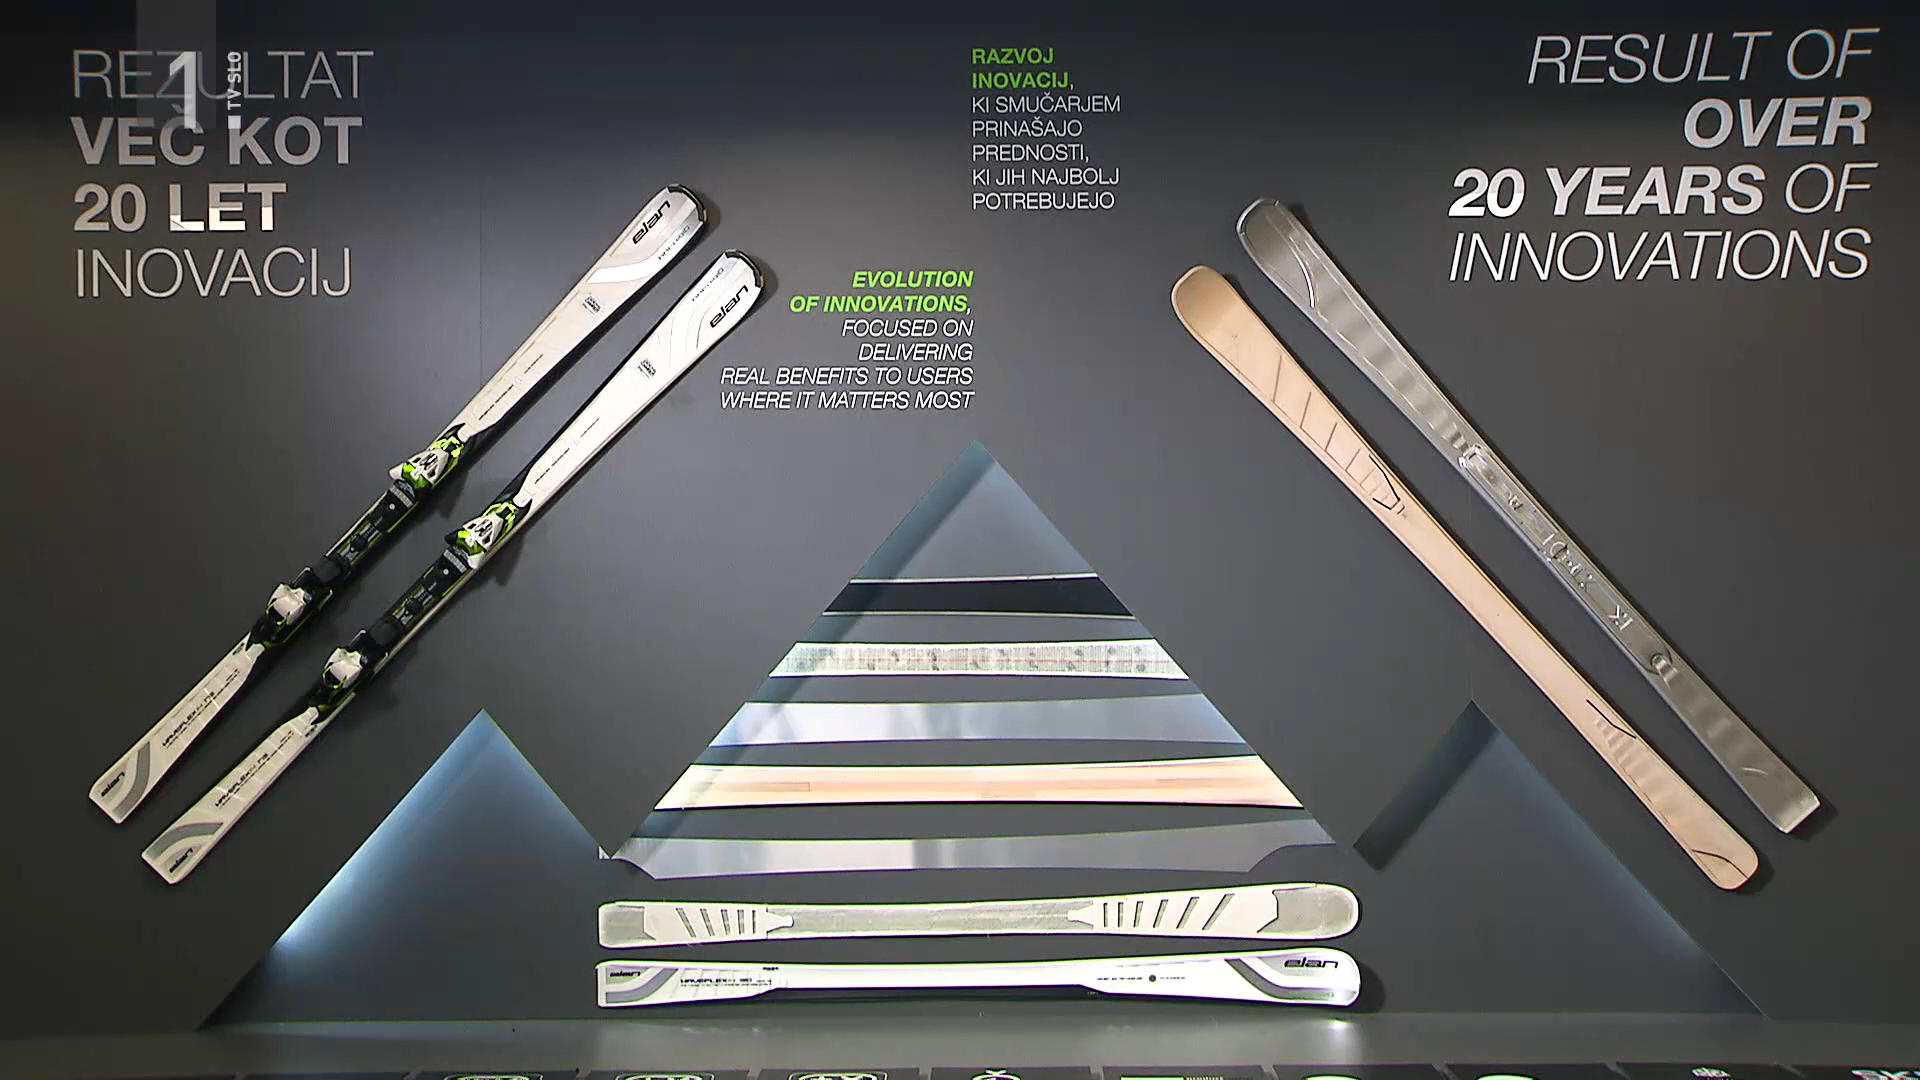 REZULTAT
VEČ KOT
20 LET
INOVACIJ
1
TV SLO
RAZVOJ
INOVACIJ,
KI SMUČARJEM
PRINAŠAJO
PREDNOSTI,
KI JIH NAJBOLJ
POTREBUJEJO
EVOLUTION
OF INNOVATIONS,
FOCUSED ON
DELIVERING
REAL BENEFITS TO USERS
WHERE IT MATTERS MOST
RESULT OF
OVER
20 YEARS OF
INNOVATIONS
elan
elan
elan
elan
elan
elan